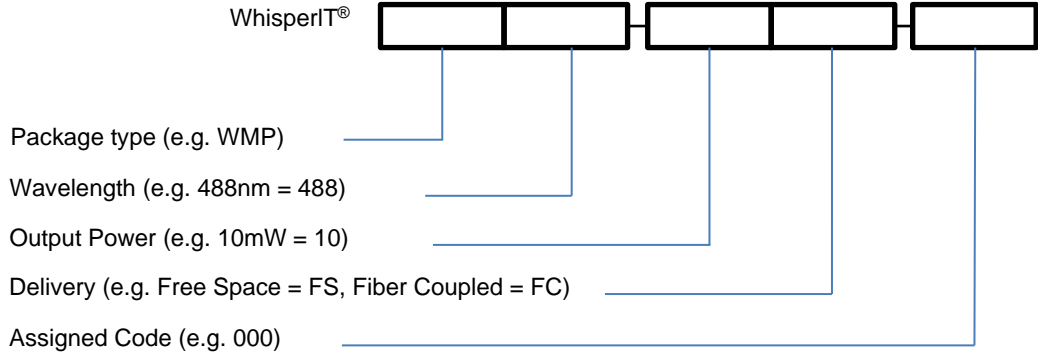 WhisperIT®
Package type (e.g. WMP)
Wavelength (e.g. 488nm = 488)
Output Power (e.g. 10mW = 10)
Delivery (e.g. Free Space = FS, Fiber Coupled = FC)
Assigned Code (e.g. 000)